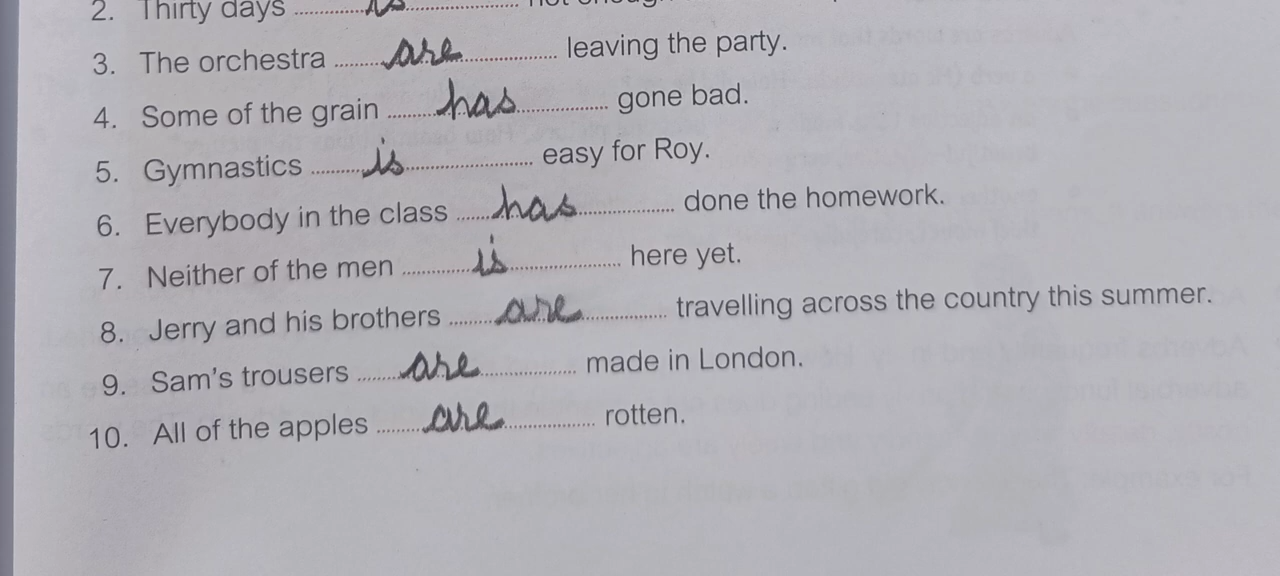 2. Thirty days ........ is ........ not enough
3. The orchestra ........ are ........ leaving the party.
4. Some of the grain ........ has ........ gone bad.
5. Gymnastics ........ is ........ easy for Roy.
6. Everybody in the class ........ has ........ done the homework.
7. Neither of the men ........ is ........ here yet.
8. Jerry and his brothers ........ are ........ travelling across the country this summer.
9. Sam's trousers ........ are ........ made in London.
10. All of the apples ........ are ........ rotten.